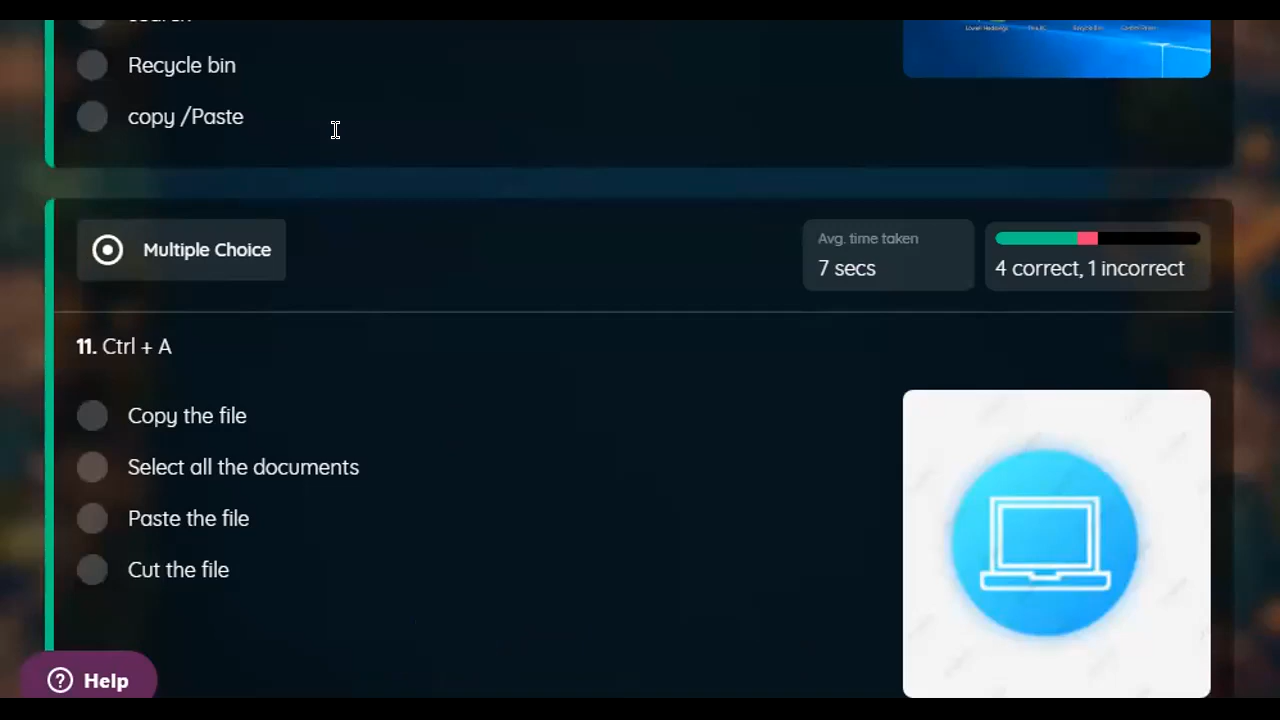 Recycle bin
copy /Paste
Multiple Choice
Avg. time taken
7 secs
4 correct, 1 incorrect
11. Ctrl + A
Copy the file
Select all the documents
Paste the file
Cut the file
Help